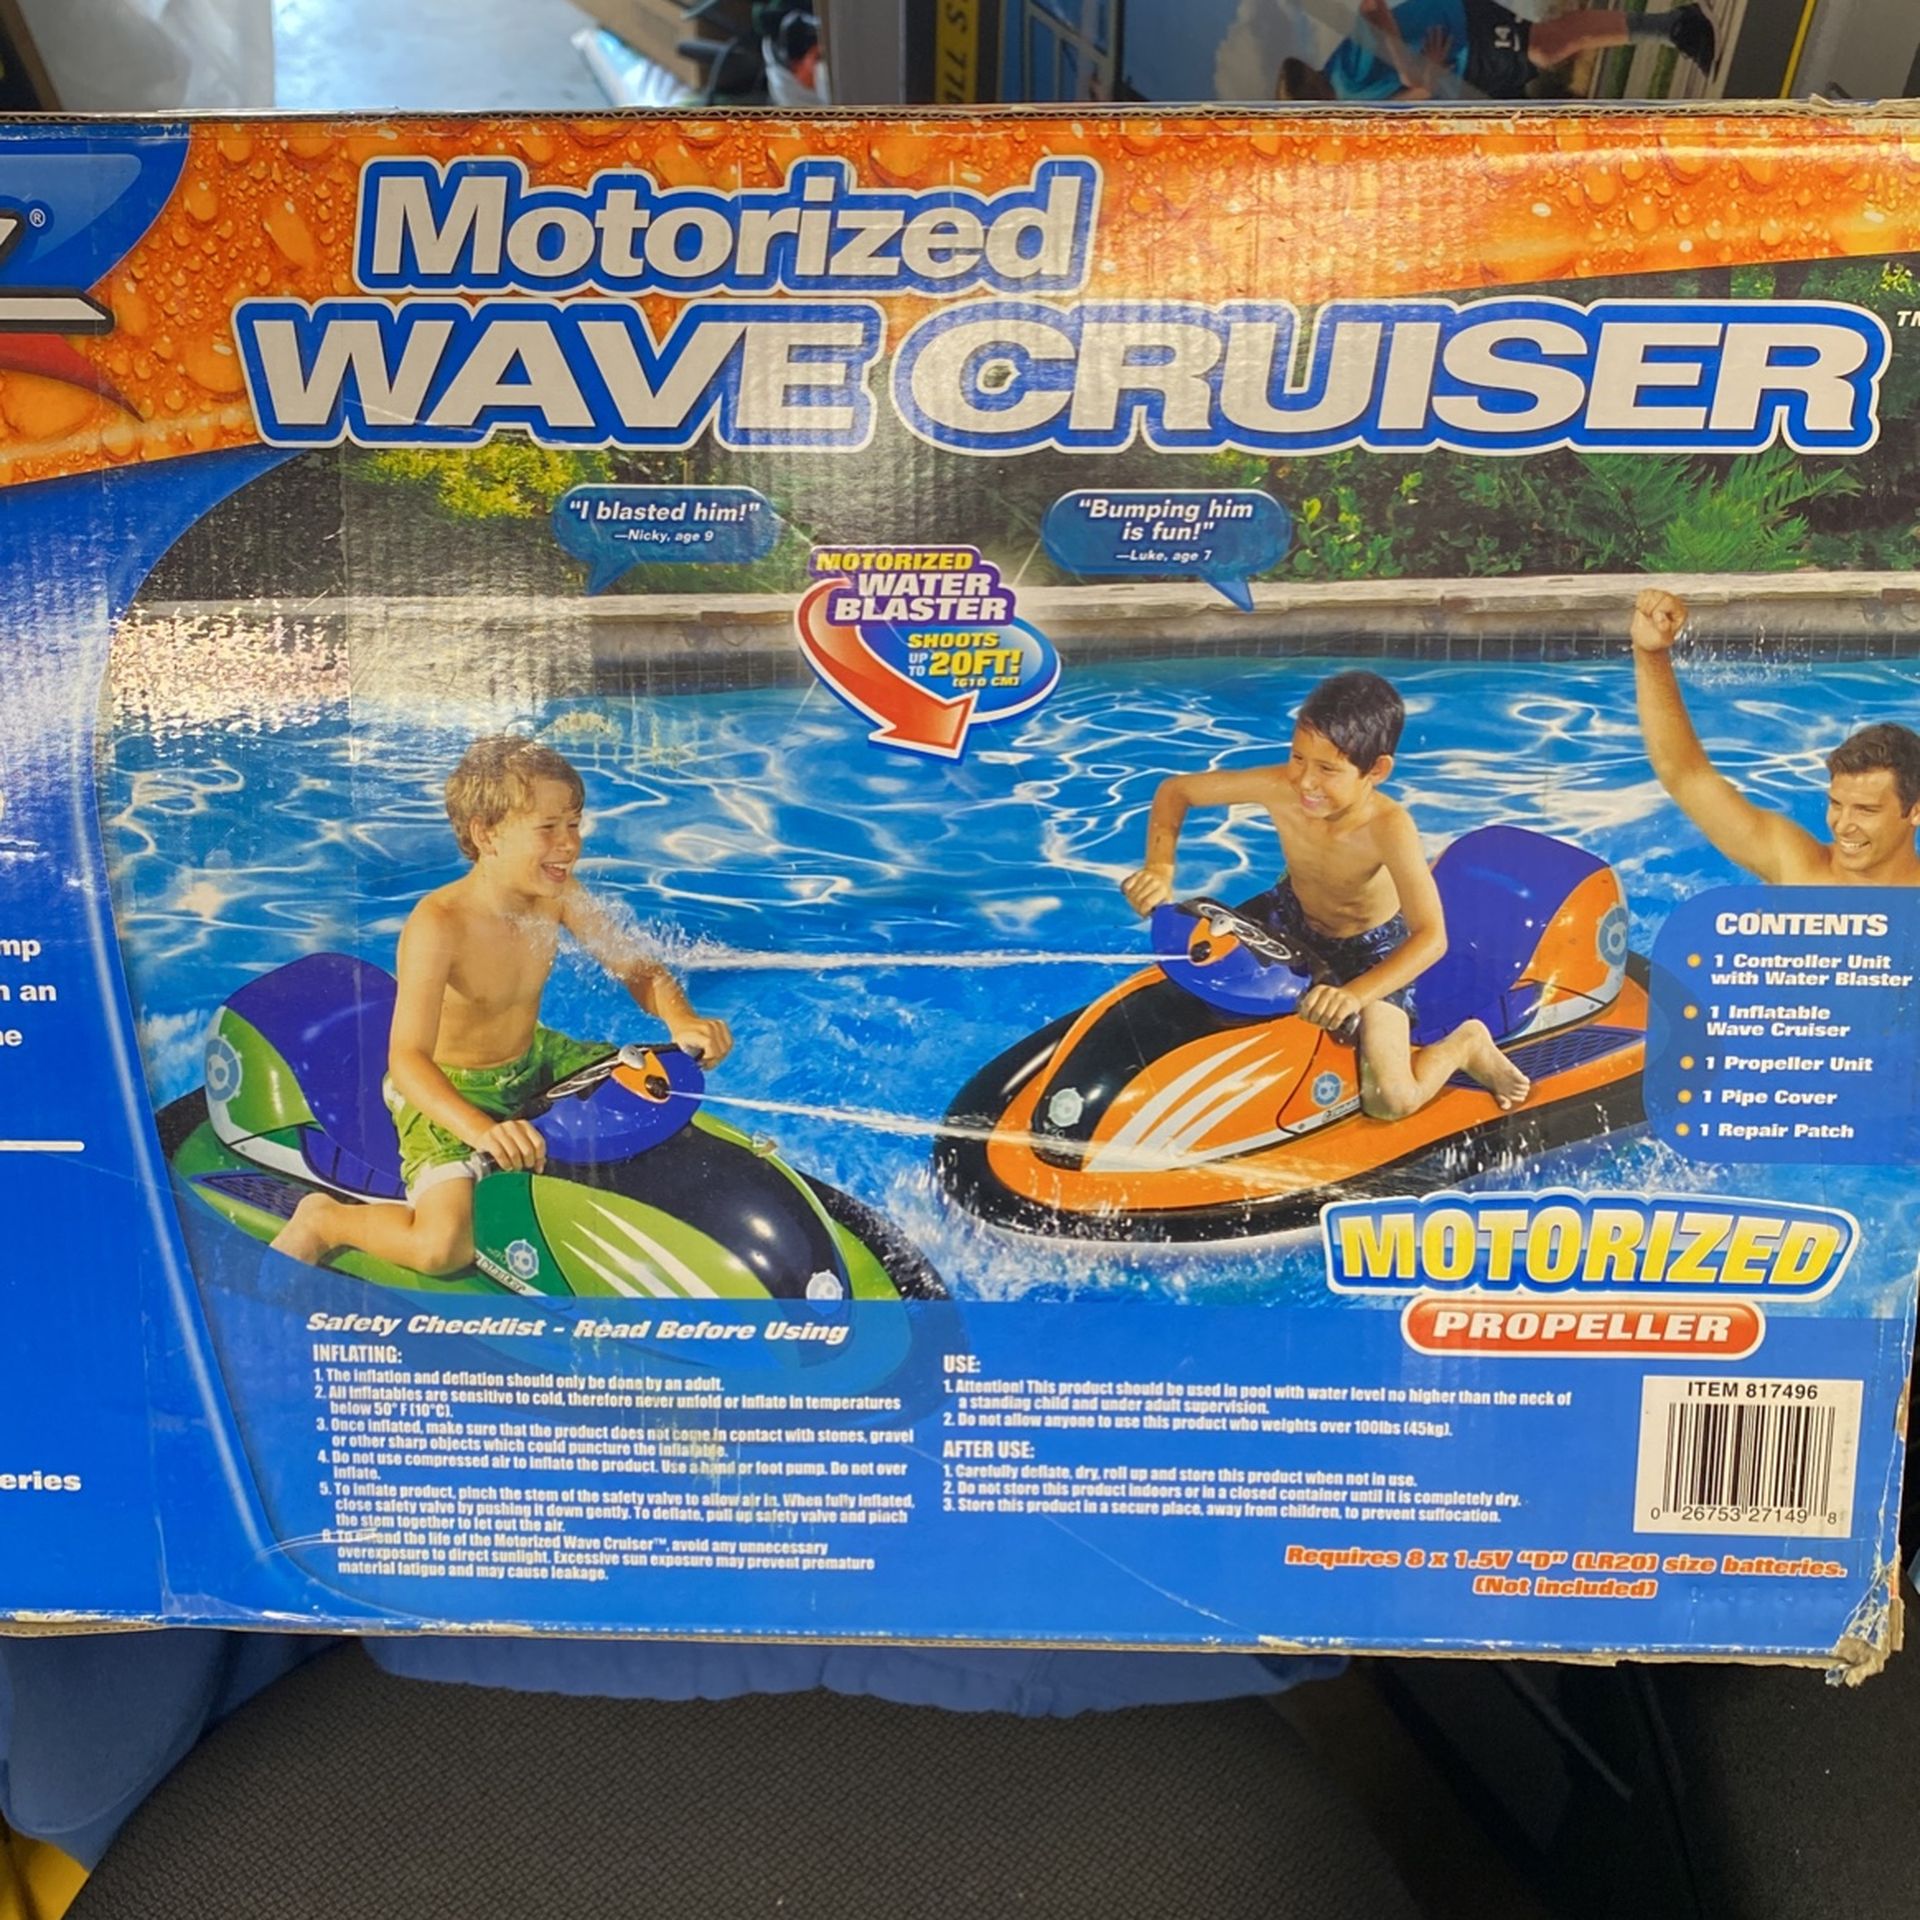 ®
Motorized
WAVE CRUISER
"I blasted him!"
—Nicky, age 9
"Bumping him
is fun!"
—Luke, age 7
MOTORIZED
WATER
BLASTER
SHOOTS
UP TO 20FT!
(610 CM)
mp
n an
eries
CONTENTS
1 Controller Unit
with Water Blaster
1 Inflatable
Wave Cruiser
1 Propeller Unit
1 Pipe Cover
1 Repair Patch
MOTORIZED
PROPELLER
Safety Checklist - Read Before Using
INFLATING:
1. The inflation and deflation should only be done by an adult.
2. All inflatables are sensitive to cold, therefore never unfold or inflate in temperatures
below 50° F (10°C).
3. Once inflated, make sure that the product does not come in contact with stones, gravel
or other sharp objects which could puncture the inflatable.
4. Do not use compressed air to inflate the product. Use a hand or foot pump. Do not over
inflate.
5. To inflate product, pinch the stem of the safety valve to allow air in. When fully inflated,
close safety valve by pushing it down gently. To deflate, pull up safety valve and pinch
the stem together to let out the air.
6. To extend the life of the Motorized Wave Cruiser™, avoid any unnecessary
overexposure to direct sunlight. Excessive sun exposure may prevent premature
material fatigue and may cause leakage.
USE:
1. Attention! This product should be used in pool with water level no higher than the neck of
a standing child and under adult supervision.
2. Do not allow anyone to use this product who weights over 100lbs (45kg).
AFTER USE:
1. Carefully deflate, dry, roll up and store this product when not in use.
2. Do not store this product indoors or in a closed container until it is completely dry.
3. Store this product in a secure place, away from children, to prevent suffocation.
ITEM 817496
0 26753 27149 8
Requires 8 x 1.5V "D" (LR20) size batteries.
(Not included)